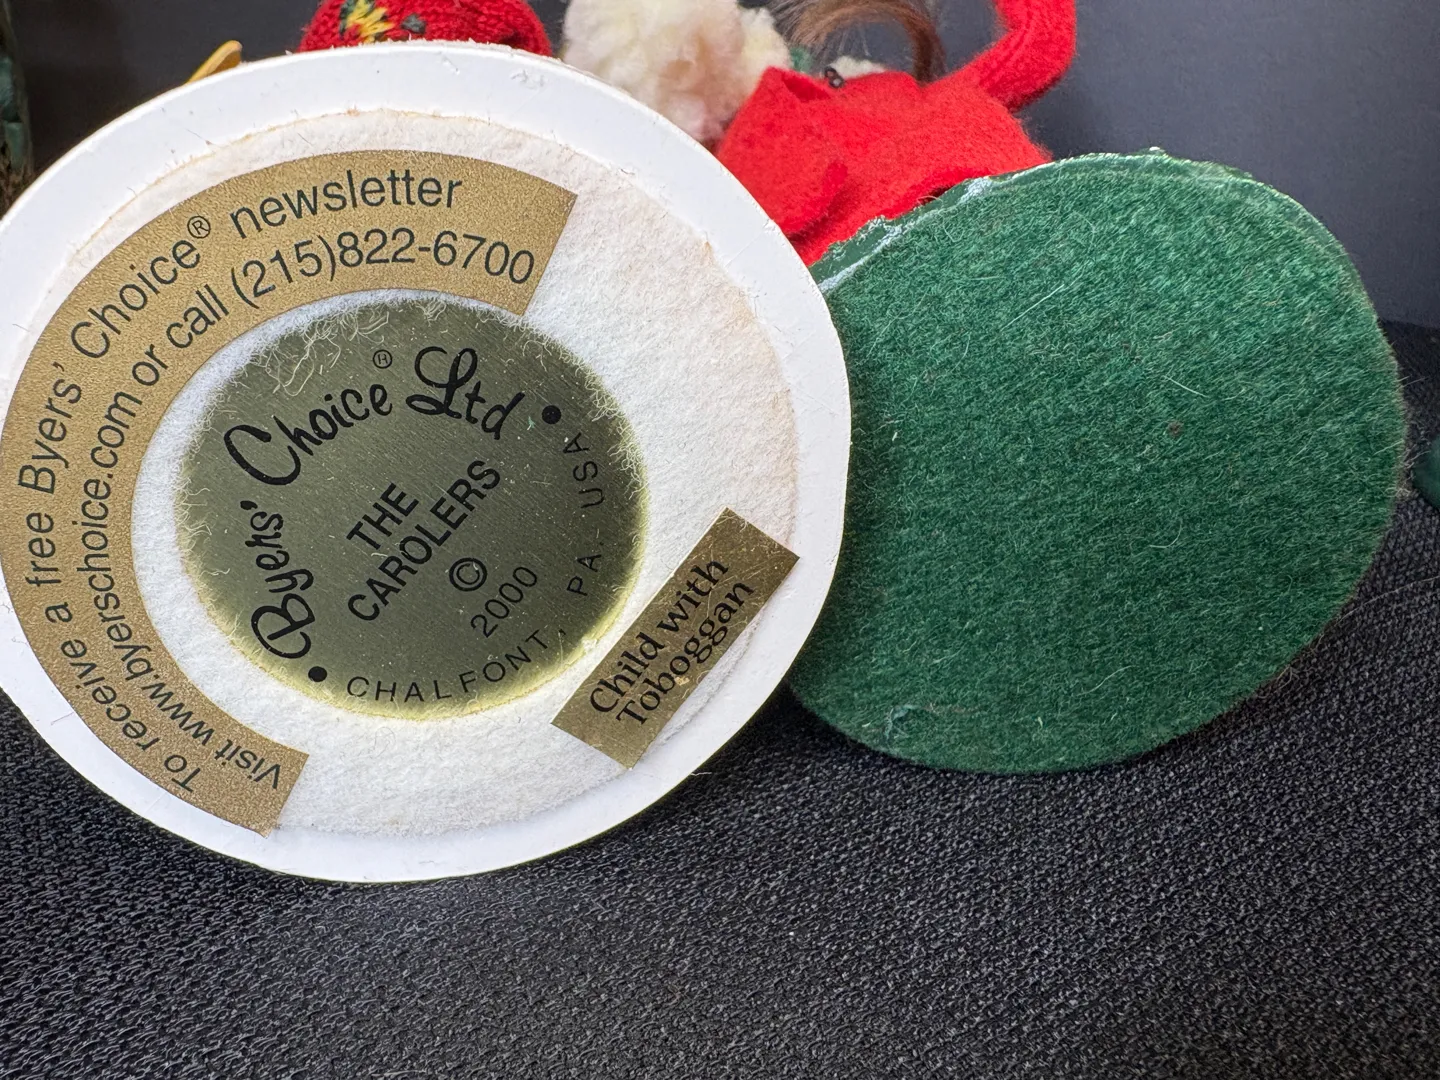 To receive a free Byers' Choice® newsletter
Visit www.byerschoice.com or call (215)822-6700
Byers' Choice® Ltd
THE
CAROLERS
©
2000
CHALFONT, PA. USA
Child with
Toboggan